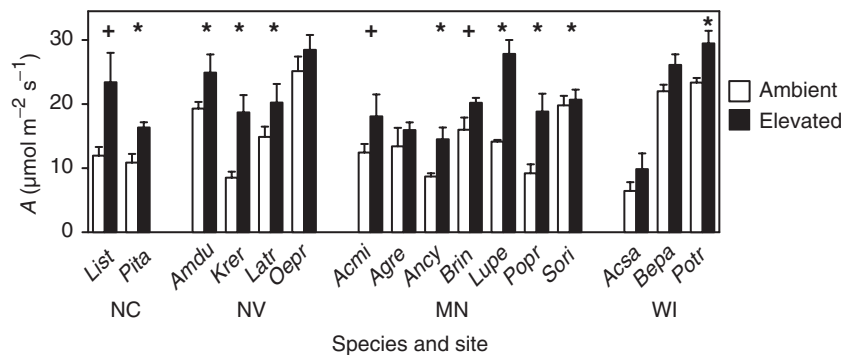 + * * * * + * + * * * *
30
20
10
0
A (μmol m⁻² s⁻¹)
Ambient
Elevated
List Pita Amdu Krer Latr Oepr Acmi Agre Ancy Brin Lupe Popr Sori Acsa Bepa Potr
NC NV MN WI
Species and site